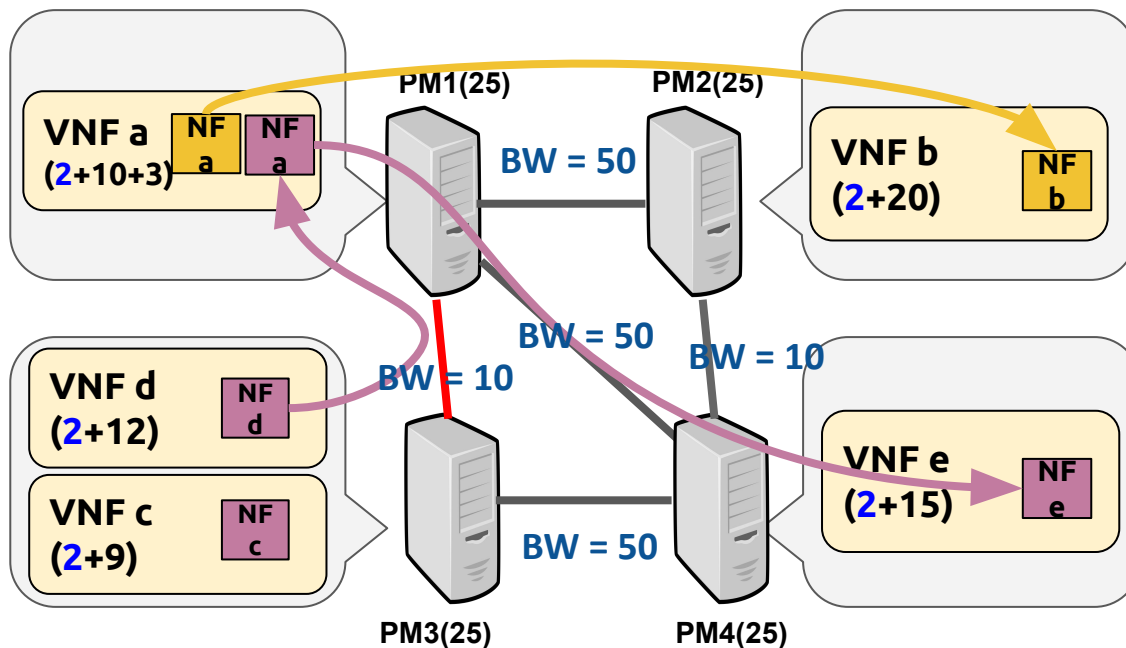 PM1(25)
PM2(25)
VNF a
(2+10+3)
NF
a
NF
a
BW = 50
VNF b
(2+20)
NF
b
BW = 50
BW = 10
BW = 10
VNF d
(2+12)
NF
d
VNF c
(2+9)
NF
c
VNF e
(2+15)
NF
e
BW = 50
PM3(25)
PM4(25)